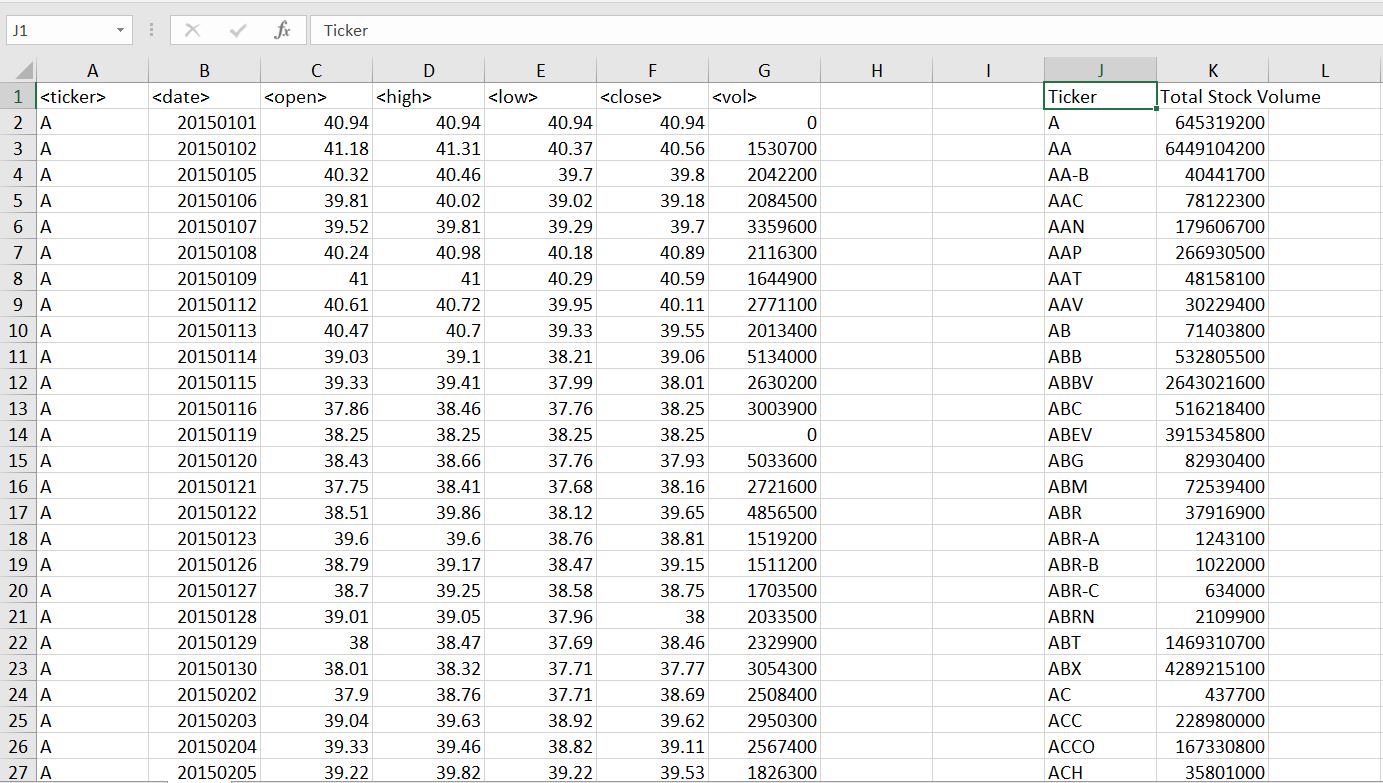 J1 fx Ticker
A B C D E F G H I J K L
1 <ticker> <date> <open> <high> <low> <close> <vol> Ticker Total Stock Volume
2 A 20150101 40.94 40.94 40.94 40.94 0 A 645319200
3 A 20150102 41.18 41.31 40.37 40.56 1530700 AA 6449104200
4 A 20150105 40.32 40.46 39.7 39.8 2042200 AA-B 40441700
5 A 20150106 39.81 40.02 39.02 39.18 2084500 AAC 78122300
6 A 20150107 39.52 39.81 39.29 39.7 3359600 AAN 179606700
7 A 20150108 40.24 40.98 40.18 40.89 2116300 AAP 266930500
8 A 20150109 41 41 40.29 40.59 1644900 AAT 48158100
9 A 20150112 40.61 40.72 39.95 40.11 2771100 AAV 30229400
10 A 20150113 40.47 40.7 39.33 39.55 2013400 AB 71403800
11 A 20150114 39.03 39.1 38.21 39.06 5134000 ABB 532805500
12 A 20150115 39.33 39.41 37.99 38.01 2630200 ABBV 2643021600
13 A 20150116 37.86 38.46 37.76 38.25 3003900 ABC 516218400
14 A 20150119 38.25 38.25 38.25 38.25 0 ABEV 3915345800
15 A 20150120 38.43 38.66 37.76 37.93 5033600 ABG 82930400
16 A 20150121 37.75 38.41 37.68 38.16 2721600 ABM 72539400
17 A 20150122 38.51 39.86 38.12 39.65 4856500 ABR 37916900
18 A 20150123 39.6 39.6 38.76 38.81 1519200 ABR-A 1243100
19 A 20150126 38.79 39.17 38.47 39.15 1511200 ABR-B 1022000
20 A 20150127 38.7 39.25 38.58 38.75 1703500 ABR-C 634000
21 A 20150128 39.01 39.05 37.96 38 2033500 ABRN 2109900
22 A 20150129 38 38.47 37.69 38.46 2329900 ABT 1469310700
23 A 20150130 38.01 38.32 37.71 37.77 3054300 ABX 4289215100
24 A 20150202 37.9 38.76 37.71 38.69 2508400 AC 437700
25 A 20150203 39.04 39.63 38.92 39.62 2950300 ACC 228980000
26 A 20150204 39.33 39.46 38.82 39.11 2567400 ACCO 167330800
27 A 20150205 39.22 39.82 39.22 39.53 1826300 ACH 35801000